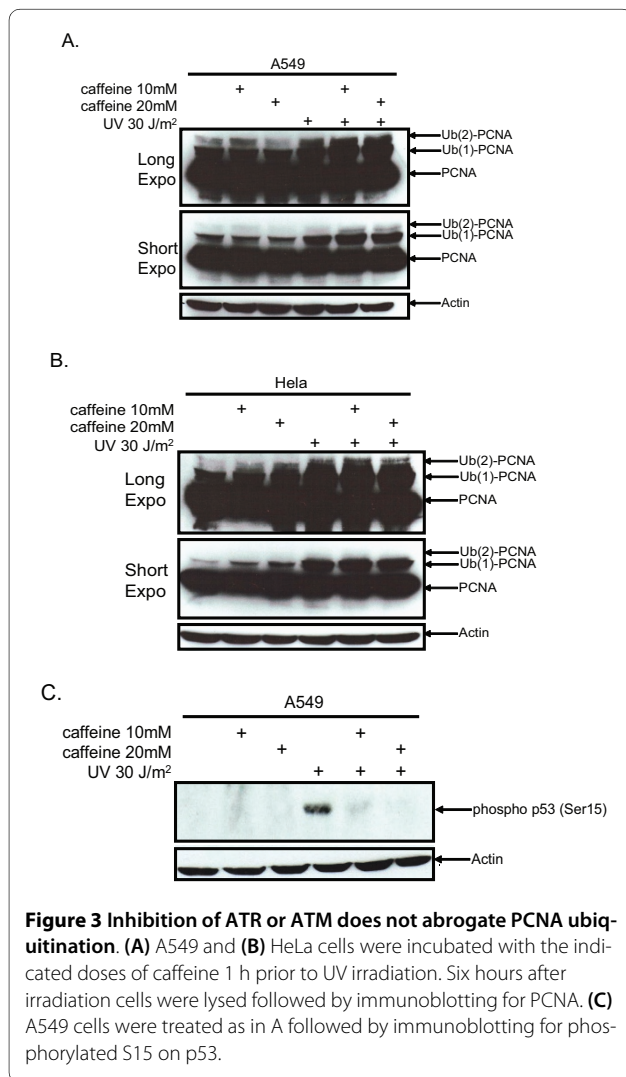 A.
A549
caffeine 10mM + +
caffeine 20mM + +
UV 30 J/m² + + +
Long
Expo
Ub(2)-PCNA
Ub(1)-PCNA
PCNA
Short
Expo
Ub(2)-PCNA
Ub(1)-PCNA
PCNA
Actin
B.
Hela
caffeine 10mM + +
caffeine 20mM + +
UV 30 J/m² + + +
Long
Expo
Ub(2)-PCNA
Ub(1)-PCNA
PCNA
Short
Expo
Ub(2)-PCNA
Ub(1)-PCNA
PCNA
Actin
C.
A549
caffeine 10mM + +
caffeine 20mM + +
UV 30 J/m² + + +
phospho p53 (Ser15)
Actin
Figure 3 Inhibition of ATR or ATM does not abrogate PCNA ubiq-
uitination. (A) A549 and (B) HeLa cells were incubated with the indi-
cated doses of caffeine 1 h prior to UV irradiation. Six hours after
irradiation cells were lysed followed by immunoblotting for PCNA. (C)
A549 cells were treated as in A followed by immunoblotting for phos-
phorylated S15 on p53.